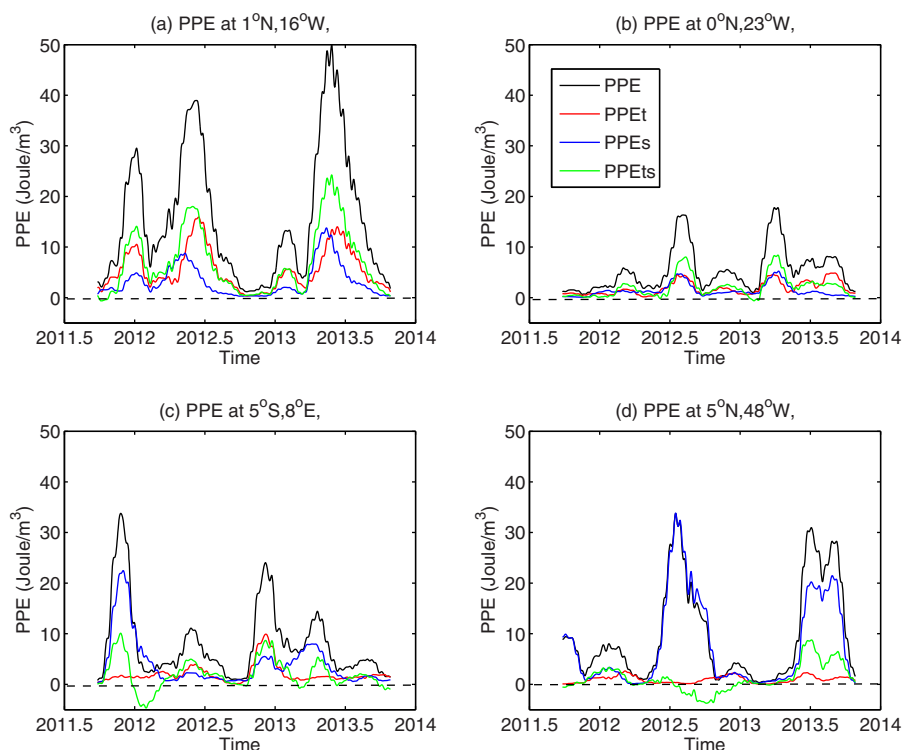 (a) PPE at 1°N,16°W,
PPE (Joule/m³)
50
40
30
20
10
0
2011.5 2012 2012.5 2013 2013.5 2014
Time
(b) PPE at 0°N,23°W,
PPE (Joule/m³)
50
40
30
20
10
0
PPE
PPEt
PPEs
PPEts
2011.5 2012 2012.5 2013 2013.5 2014
Time
(c) PPE at 5°S,8°E,
PPE (Joule/m³)
50
40
30
20
10
0
2011.5 2012 2012.5 2013 2013.5 2014
Time
(d) PPE at 5°N,48°W,
PPE (Joule/m³)
50
40
30
20
10
0
2011.5 2012 2012.5 2013 2013.5 2014
Time